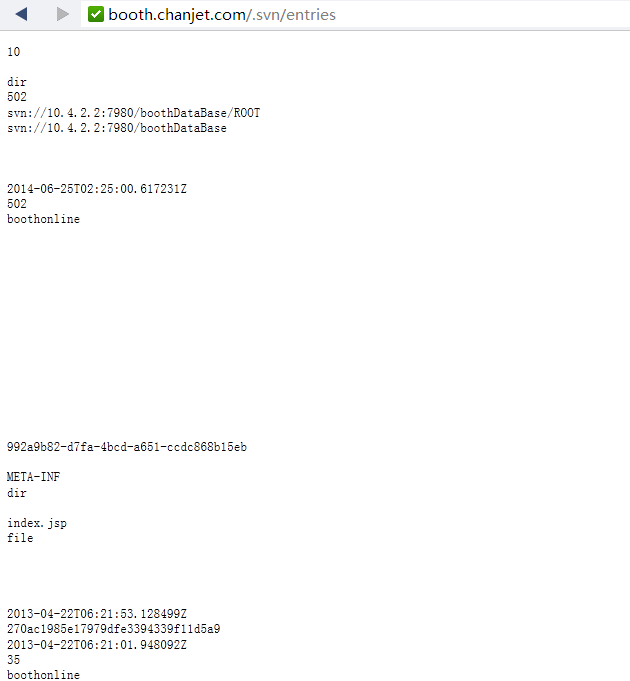 booth.chanjet.com/.svn/entries
10
dir
502
svn://10.4.2.2:7980/boothDataBase/ROOT
svn://10.4.2.2:7980/boothDataBase
2014-06-25T02:25:00.617231Z
502
boothonline
992a9b82-d7fa-4bcd-a651-ccdc868b15eb
META-INF
dir
index.jsp
file
2013-04-22T06:21:53.128499Z
270ac1985e17979dfe3394339f11d5a9
2013-04-22T06:21:01.948092Z
35
boothonline